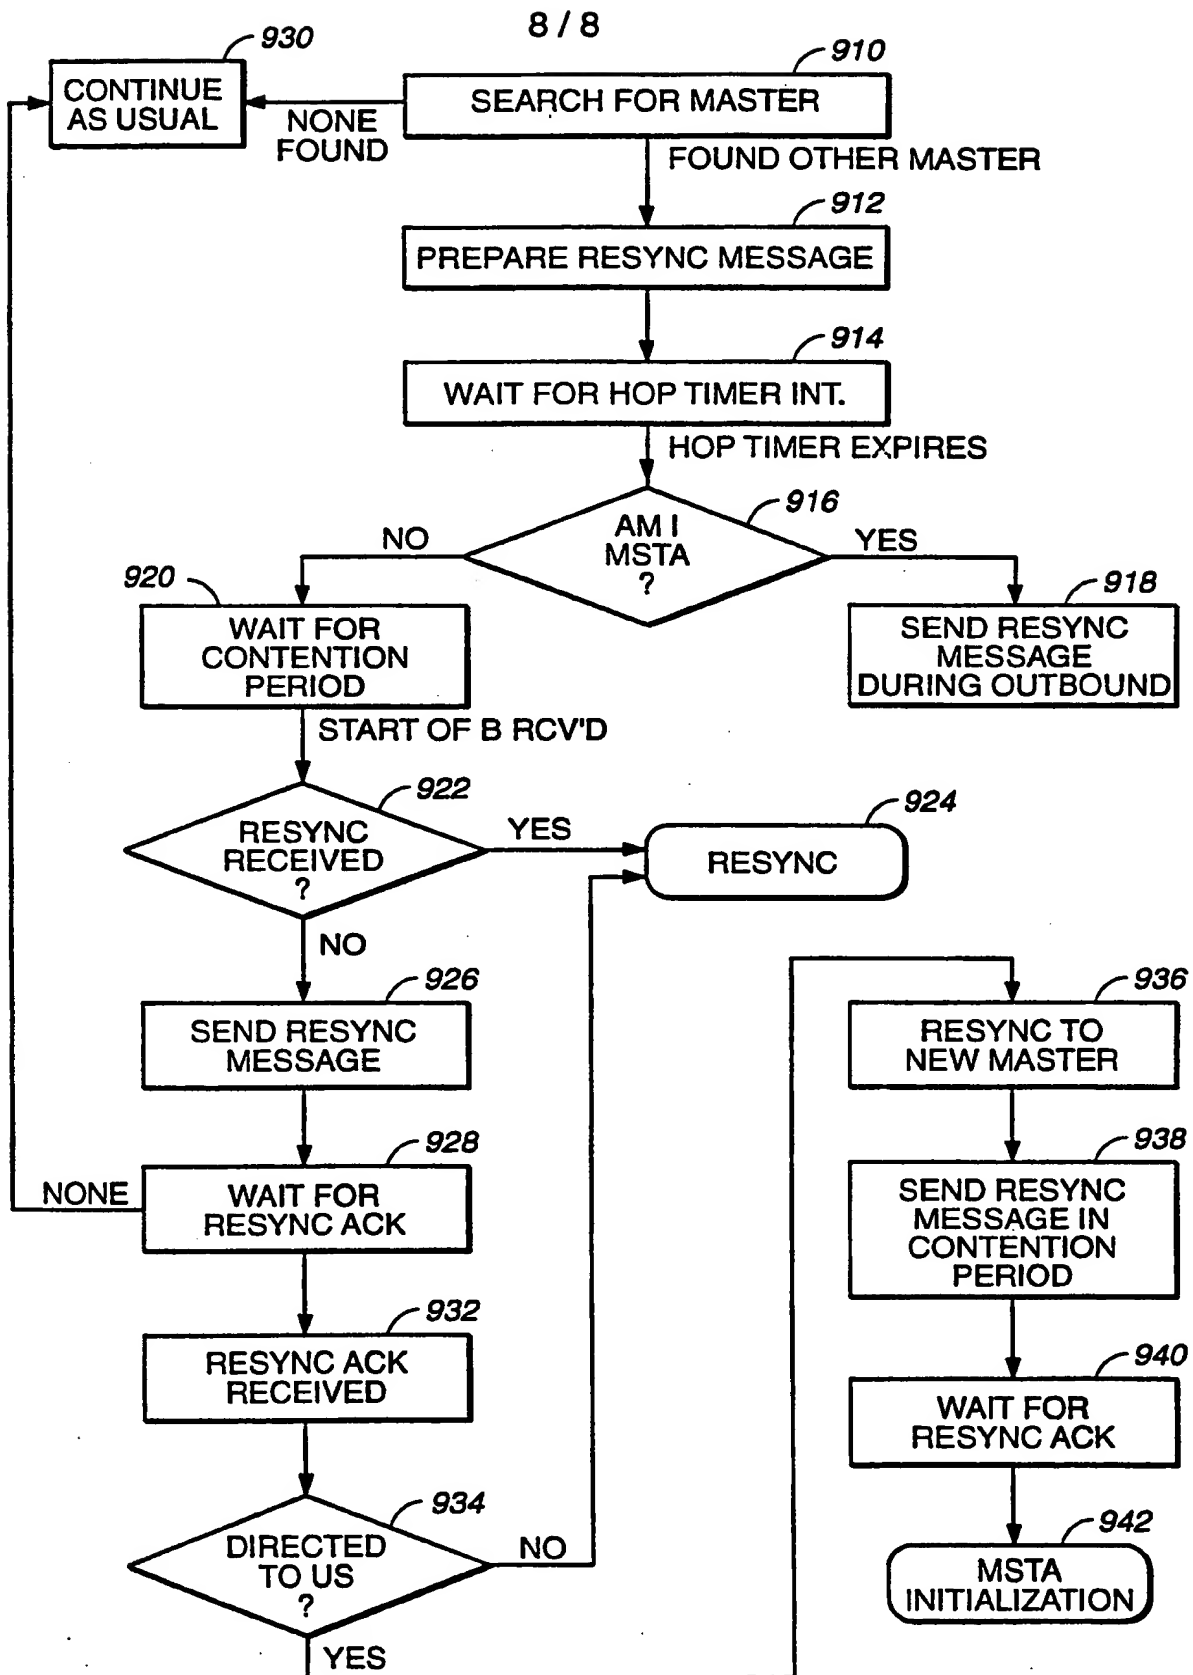 8 / 8
930
CONTINUE
AS USUAL
910
SEARCH FOR MASTER
NONE
FOUND
FOUND OTHER MASTER
912
PREPARE RESYNC MESSAGE
914
WAIT FOR HOP TIMER INT.
HOP TIMER EXPIRES
916
AM I
MSTA
?
NO
YES
920
WAIT FOR
CONTENTION
PERIOD
918
SEND RESYNC
MESSAGE
DURING OUTBOUND
START OF B RCV'D
922
RESYNC
RECEIVED
?
YES
924
RESYNC
NO
926
SEND RESYNC
MESSAGE
928
WAIT FOR
RESYNC ACK
NONE
932
RESYNC ACK
RECEIVED
934
DIRECTED
TO US
?
NO
YES
936
RESYNC TO
NEW MASTER
938
SEND RESYNC
MESSAGE IN
CONTENTION
PERIOD
940
WAIT FOR
RESYNC ACK
942
MSTA
INITIALIZATION